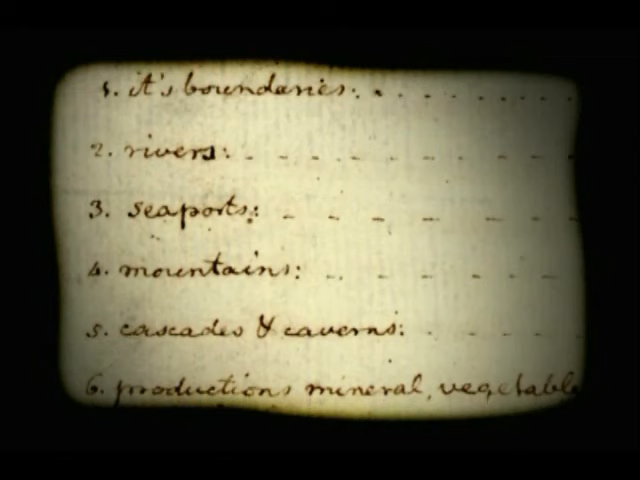 1. it's boundaries: . . . . . . . .
2. rivers: - - - - - - - -
3. seaports: - - - - - - -
4. mountains: - - - - - -
5. cascades & caverns: - - - -
6. productions mineral, vegetable